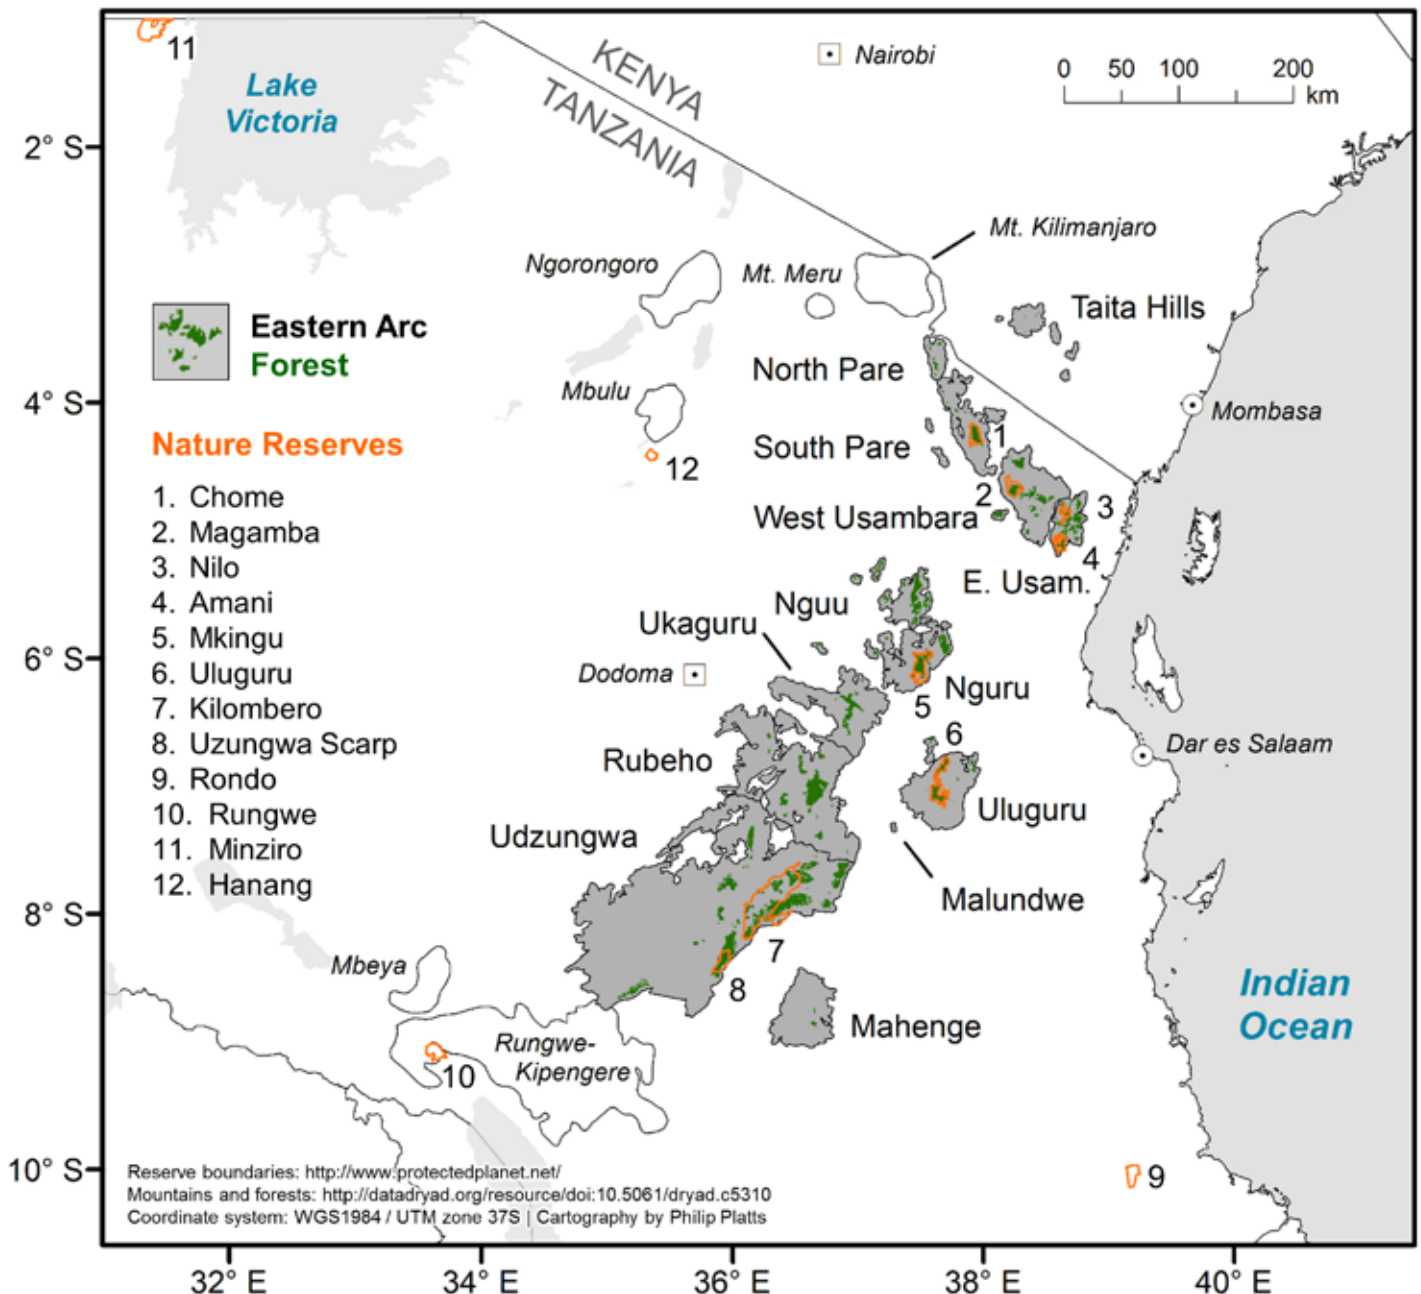 11
Lake
Victoria
KENYA
TANZANIA
Nairobi
0 50 100 200
km
2° S
Mt. Kilimanjaro
Ngorongoro
Mt. Meru
Taita Hills
Eastern Arc
Forest
North Pare
Mbulu
4° S
Mombasa
Nature Reserves
1
South Pare
12
1. Chome
2. Magamba
3. Nilo
4. Amani
5. Mkingu
6. Uluguru
7. Kilombero
8. Uzungwa Scarp
9. Rondo
10. Rungwe
11. Minziro
12. Hanang
2
3
West Usambara
4
E. Usam.
Nguu
Ukaguru
6° S
Dodoma
Nguru
5
6
Dar es Salaam
Rubeho
Uluguru
Udzungwa
Malundwe
8° S
7
Mbeya
8
Indian
Ocean
Mahenge
Rungwe-
Kipengere
10
10° S
9
Reserve boundaries: http://www.protectedplanet.net/
Mountains and forests: http://datadryad.org/resource/doi:10.5061/dryad.c5310
Coordinate system: WGS1984 / UTM zone 37S | Cartography by Philip Platts
32° E 34° E 36° E 38° E 40° E